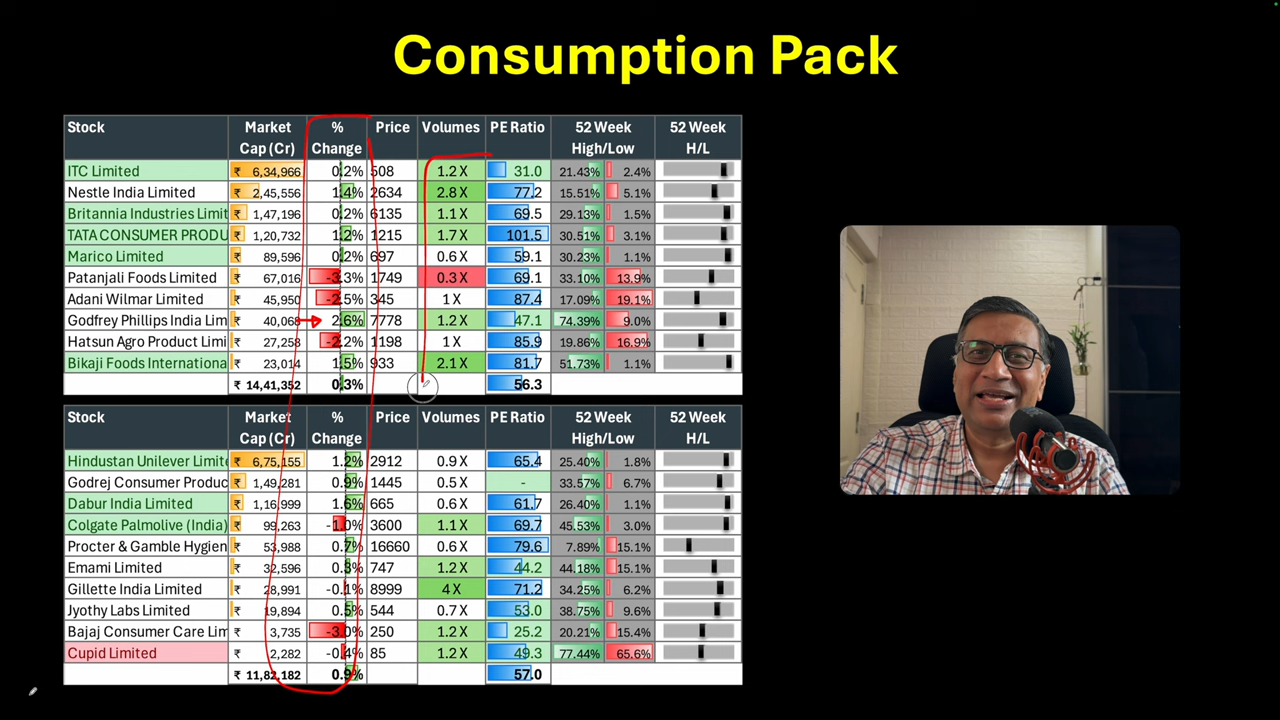 Consumption Pack
Stock Market Cap (Cr) % Change Price Volumes PE Ratio 52 Week High/Low 52 Week H/L
ITC Limited ₹ 6,34,966 0.2% 508 1.2 X 31.0 21.43% 2.4%
Nestle India Limited ₹ 2,45,556 1.4% 2634 2.8 X 77.2 15.51% 5.1%
Britannia Industries Limit ₹ 1,47,196 0.2% 6135 1.1 X 69.5 29.13% 1.5%
TATA CONSUMER PRODU ₹ 1,20,732 1.2% 1215 1.7 X 101.5 30.51% 3.1%
Marico Limited ₹ 89,596 0.2% 697 0.6 X 59.1 30.23% 1.1%
Patanjali Foods Limited ₹ 67,016 -3.3% 1749 0.3 X 69.1 33.10% 13.9%
Adani Wilmar Limited ₹ 45,950 -2.5% 345 1 X 87.4 17.09% 19.1%
Godfrey Phillips India Lim ₹ 40,068 2.6% 7778 1.2 X 47.1 74.39% 9.0%
Hatsun Agro Product Limi ₹ 27,258 -2.2% 1198 1 X 85.9 19.86% 16.9%
Bikaji Foods Internationa ₹ 23,014 1.5% 933 2.1 X 81.7 51.73% 1.1%
₹ 14,41,352 0.3% 56.3
Stock Market Cap (Cr) % Change Price Volumes PE Ratio 52 Week High/Low 52 Week H/L
Hindustan Unilever Limite ₹ 6,75,155 1.2% 2912 0.9 X 65.4 25.40% 1.8%
Godrej Consumer Produc ₹ 1,49,281 0.9% 1445 0.5 X - 33.57% 6.7%
Dabur India Limited ₹ 1,16,999 1.6% 665 0.6 X 61.7 26.40% 1.1%
Colgate Palmolive (India) ₹ 99,263 -1.0% 3600 1.1 X 69.7 45.53% 3.0%
Procter & Gamble Hygien ₹ 53,988 0.7% 16660 0.6 X 79.6 7.89% 15.1%
Emami Limited ₹ 32,596 747 1.2 X 44.2 44.18% 15.1%
Gillette India Limited ₹ 28,991 -0.1% 8999 4 X 71.2 34.25% 6.2%
Jyothy Labs Limited ₹ 19,894 0.5% 544 0.7 X 53.0 38.75% 9.6%
Bajaj Consumer Care Lim ₹ 3,735 -3.0% 250 1.2 X 25.2 20.21% 15.4%
Cupid Limited ₹ 2,282 -0.4% 85 1.2 X 49.3 77.44% 65.6%
₹ 11,82,182 0.9% 57.0